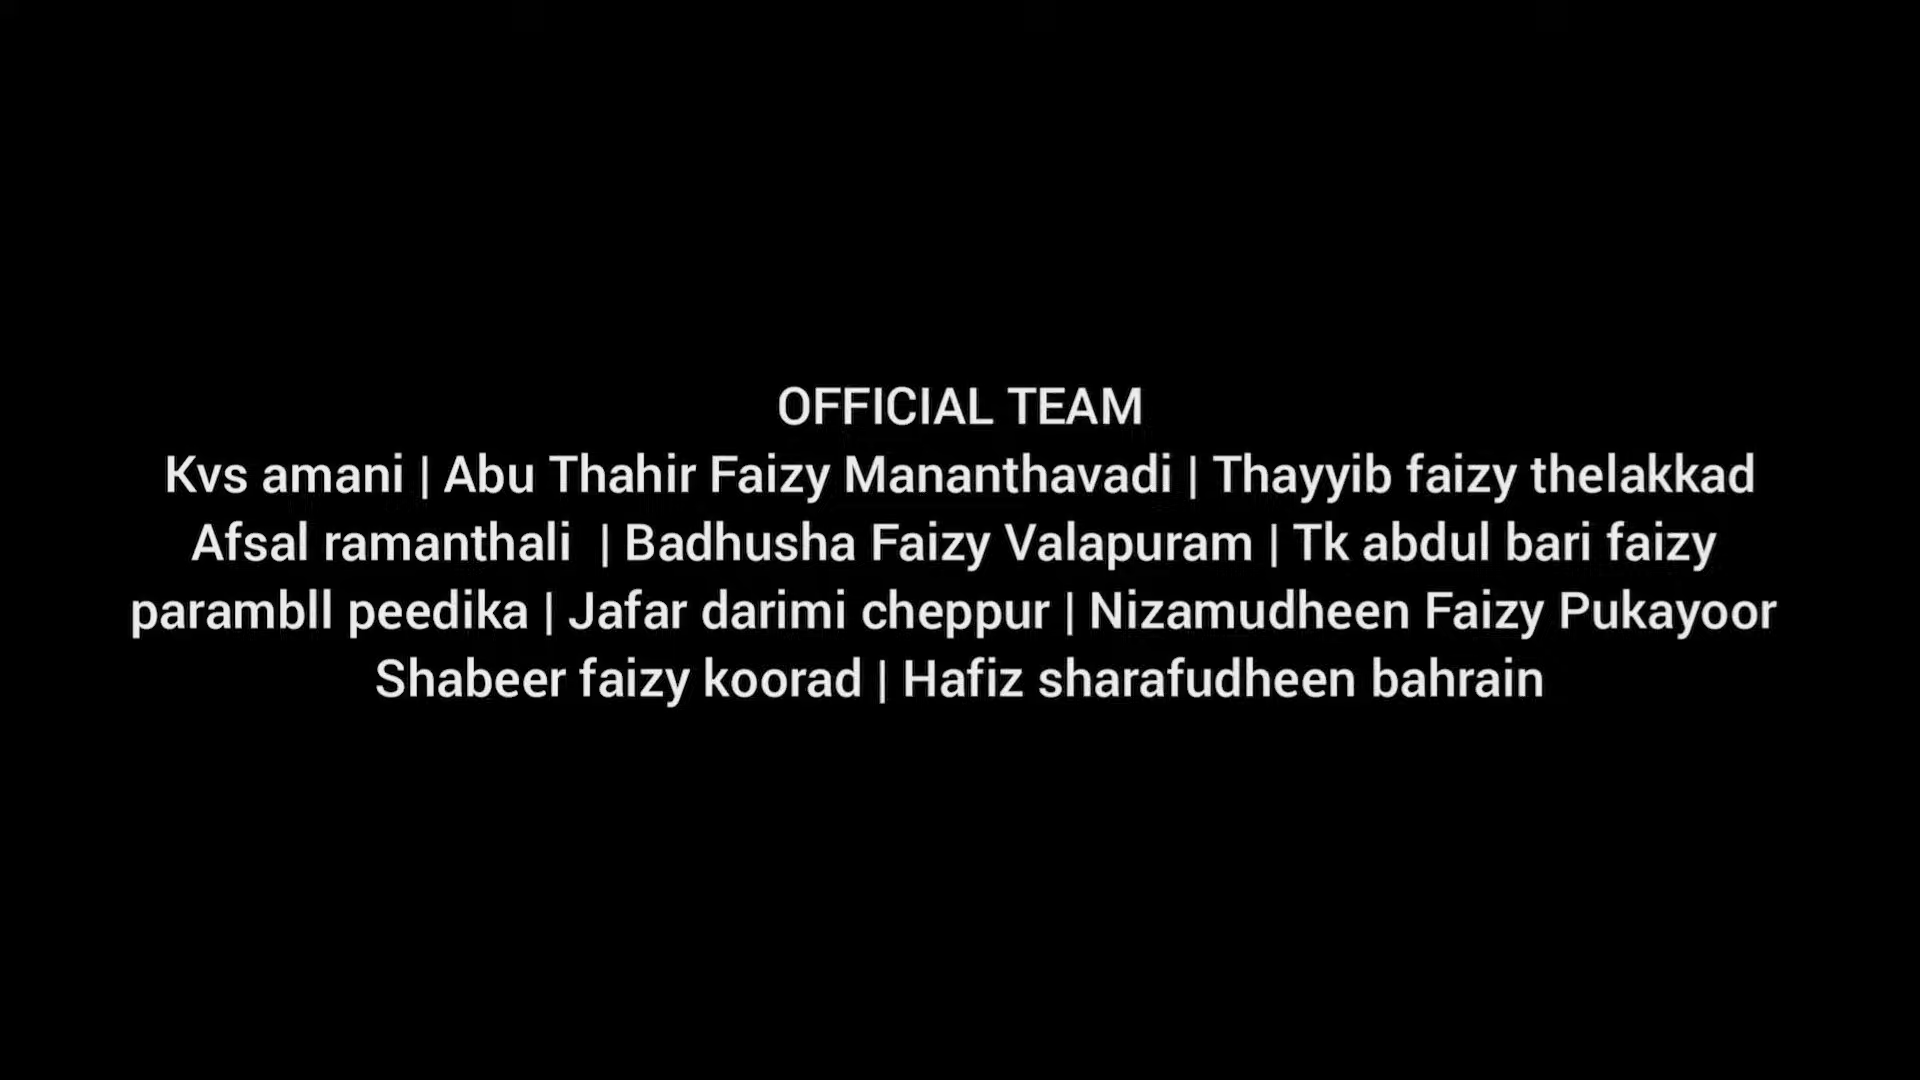 OFFICIAL TEAM
Kvs amani | Abu Thahir Faizy Mananthavadi | Thayyib faizy thelakkad
Afsal ramanthali | Badhusha Faizy Valapuram | Tk abdul bari faizy
parambll peedika | Jafar darimi cheppur | Nizamudheen Faizy Pukayoor
Shabeer faizy koorad | Hafiz sharafudheen bahrain